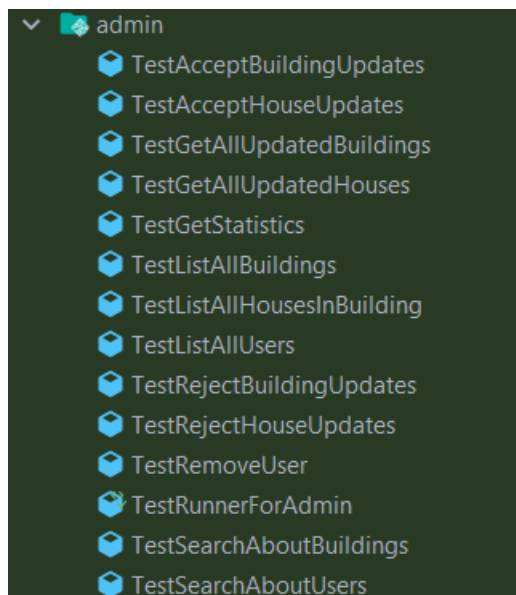 admin
TestAcceptBuildingUpdates
TestAcceptHouseUpdates
TestGetAllUpdatedBuildings
TestGetAllUpdatedHouses
TestGetStatistics
TestListAllBuildings
TestListAllHousesInBuilding
TestListAllUsers
TestRejectBuildingUpdates
TestRejectHouseUpdates
TestRemoveUser
TestRunnerForAdmin
TestSearchAboutBuildings
TestSearchAboutUsers